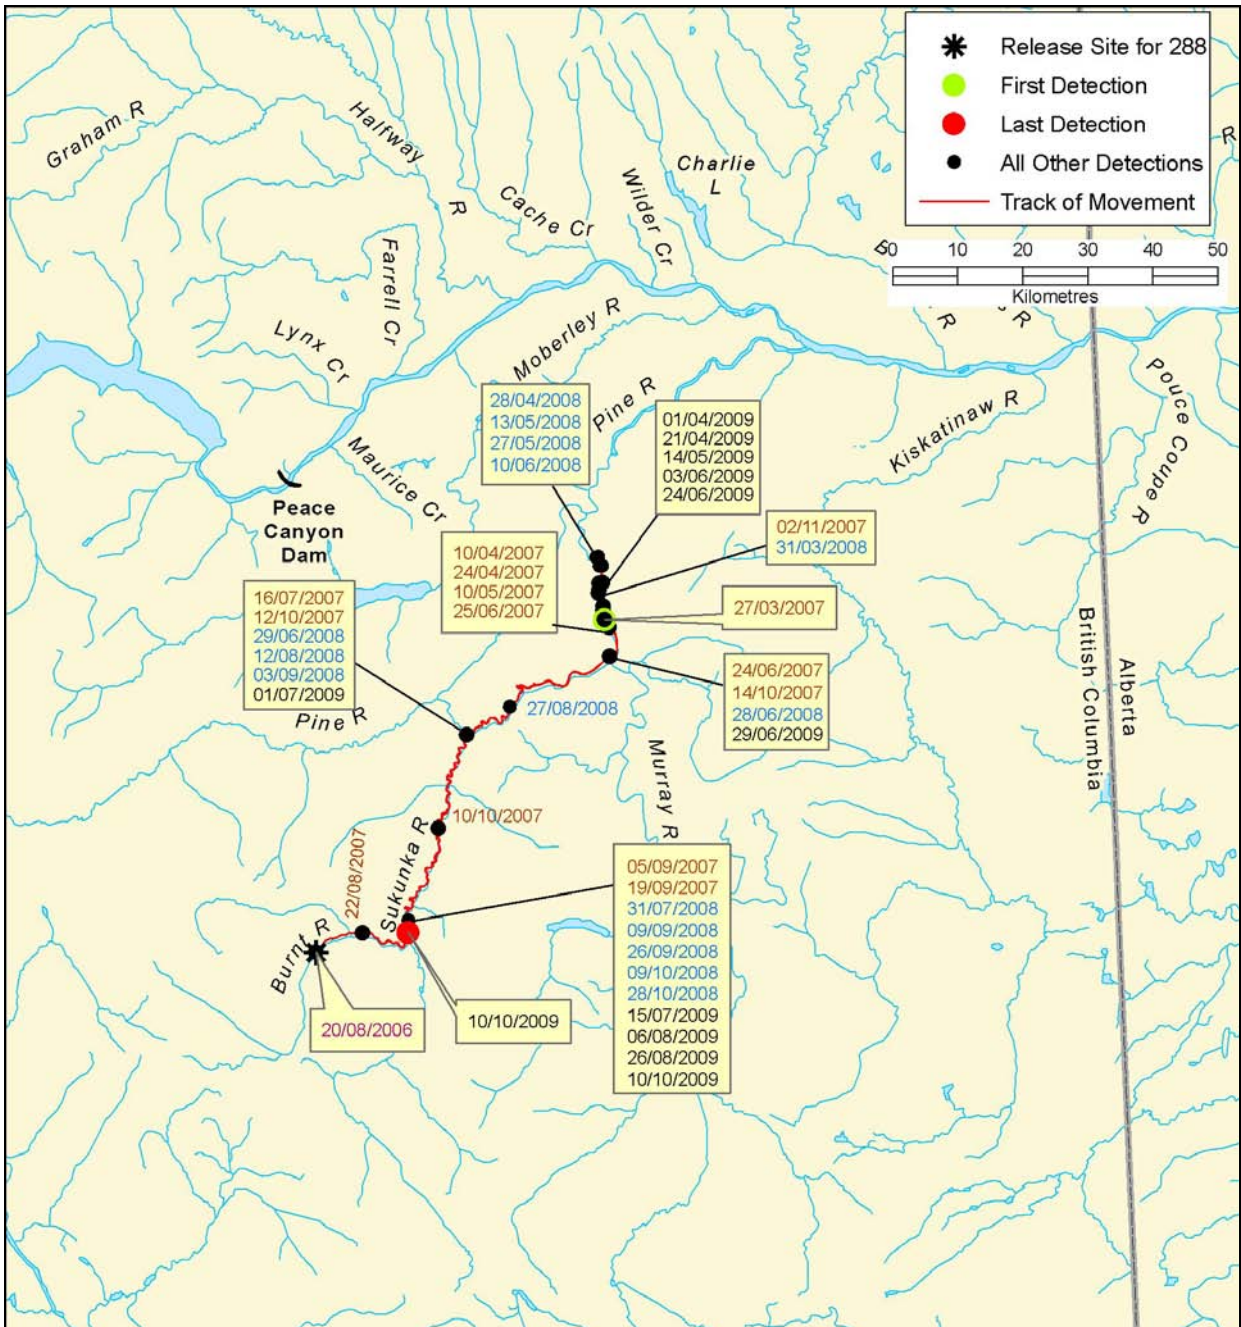 Release Site for 288
First Detection
Last Detection
All Other Detections
Track of Movement
0 10 20 30 40 50
Kilometres
Graham R
Halfway
R
Cache Cr
Wilder Cr
Charlie
L
R
B
R
R
Farrell Cr
Lynx Cr
Moberley R
Pine R
Kiskatinaw R
Pouce Coupe R
Maurice Cr
Peace
Canyon
Dam
28/04/2008
13/05/2008
27/05/2008
10/06/2008
01/04/2009
21/04/2009
14/05/2009
03/06/2009
24/06/2009
02/11/2007
31/03/2008
10/04/2007
24/04/2007
10/05/2007
25/06/2007
27/03/2007
16/07/2007
12/10/2007
29/06/2008
12/08/2008
03/09/2008
01/07/2009
Pine R
24/06/2007
14/10/2007
28/06/2008
29/06/2009
27/08/2008
British Columbia
Alberta
Murray R
10/10/2007
Sukunka R
22/08/2007
Burnt R
05/09/2007
19/09/2007
31/07/2008
09/09/2008
26/09/2008
09/10/2008
28/10/2008
15/07/2009
06/08/2009
26/08/2009
10/10/2009
20/08/2006
10/10/2009